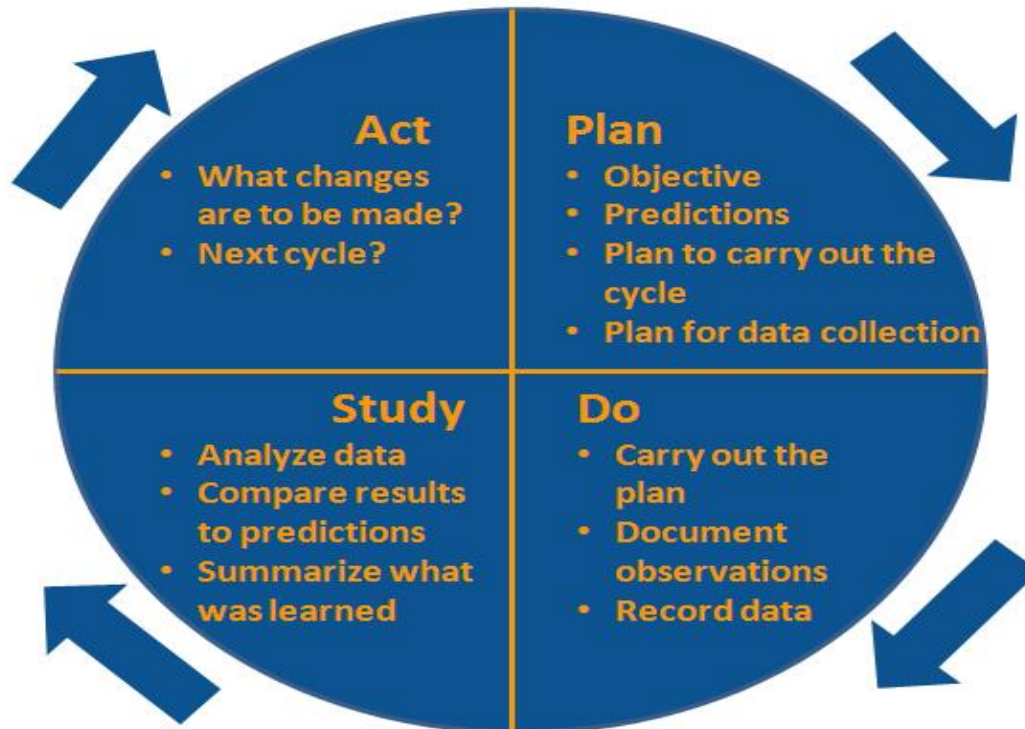 Act
• What changes
are to be made?
• Next cycle?
Plan
• Objective
• Predictions
• Plan to carry out the
cycle
• Plan for data collection
Study
• Analyze data
• Compare results
to predictions
• Summarize what
was learned
Do
• Carry out the
plan
• Document
observations
• Record data